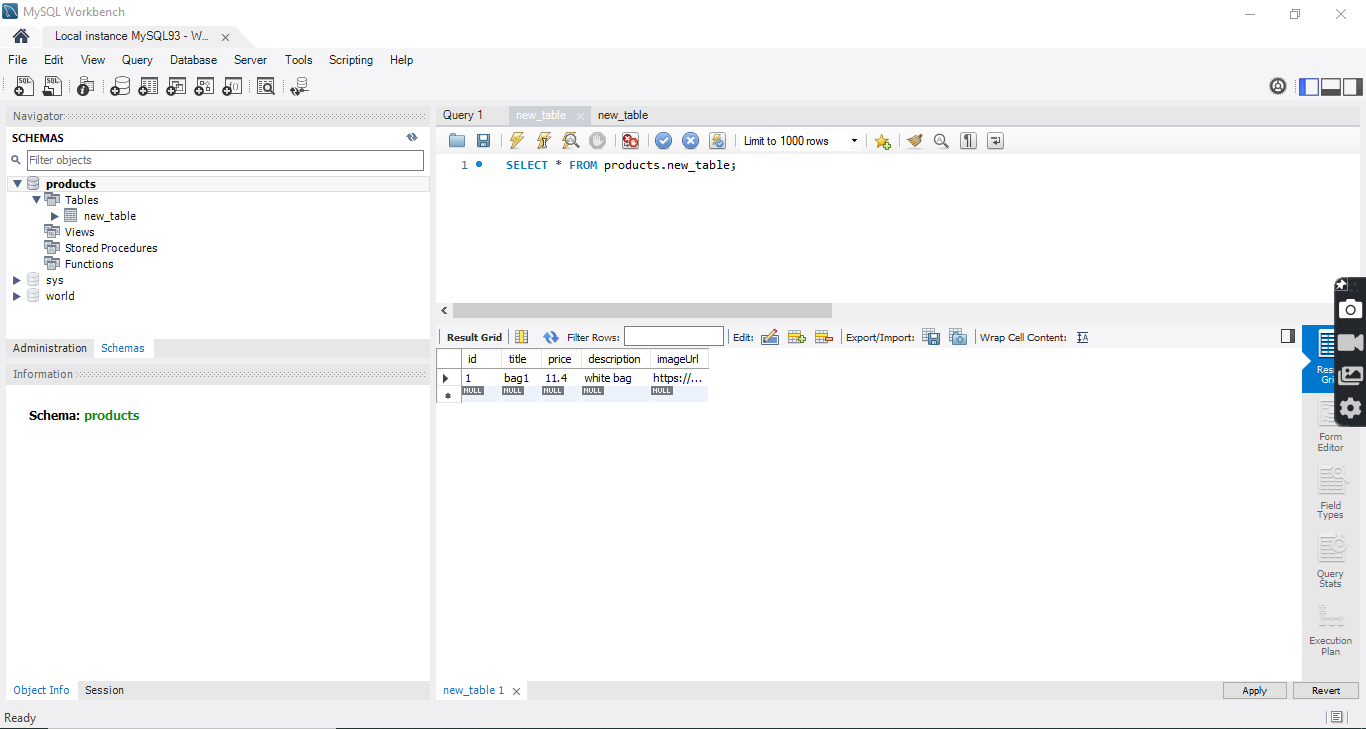 MySQL Workbench
Local instance MySQL93 - W...
File Edit View Query Database Server Tools Scripting Help
Navigator
SCHEMAS
Filter objects
products
Tables
new_table
Views
Stored Procedures
Functions
sys
world
Administration Schemas
Information
Schema: products
Object Info Session
Ready
Query 1 new_table new_table
Limit to 1000 rows
1 SELECT * FROM products.new_table;
Result Grid Filter Rows: Edit: Export/Import: Wrap Cell Content:
id title price description imageUrl
1 bag1 11.4 white bag https://...
NULL NULL NULL NULL NULL
Form
Editor
Field
Types
Query
Stats
Execution
Plan
new_table 1
Apply Revert